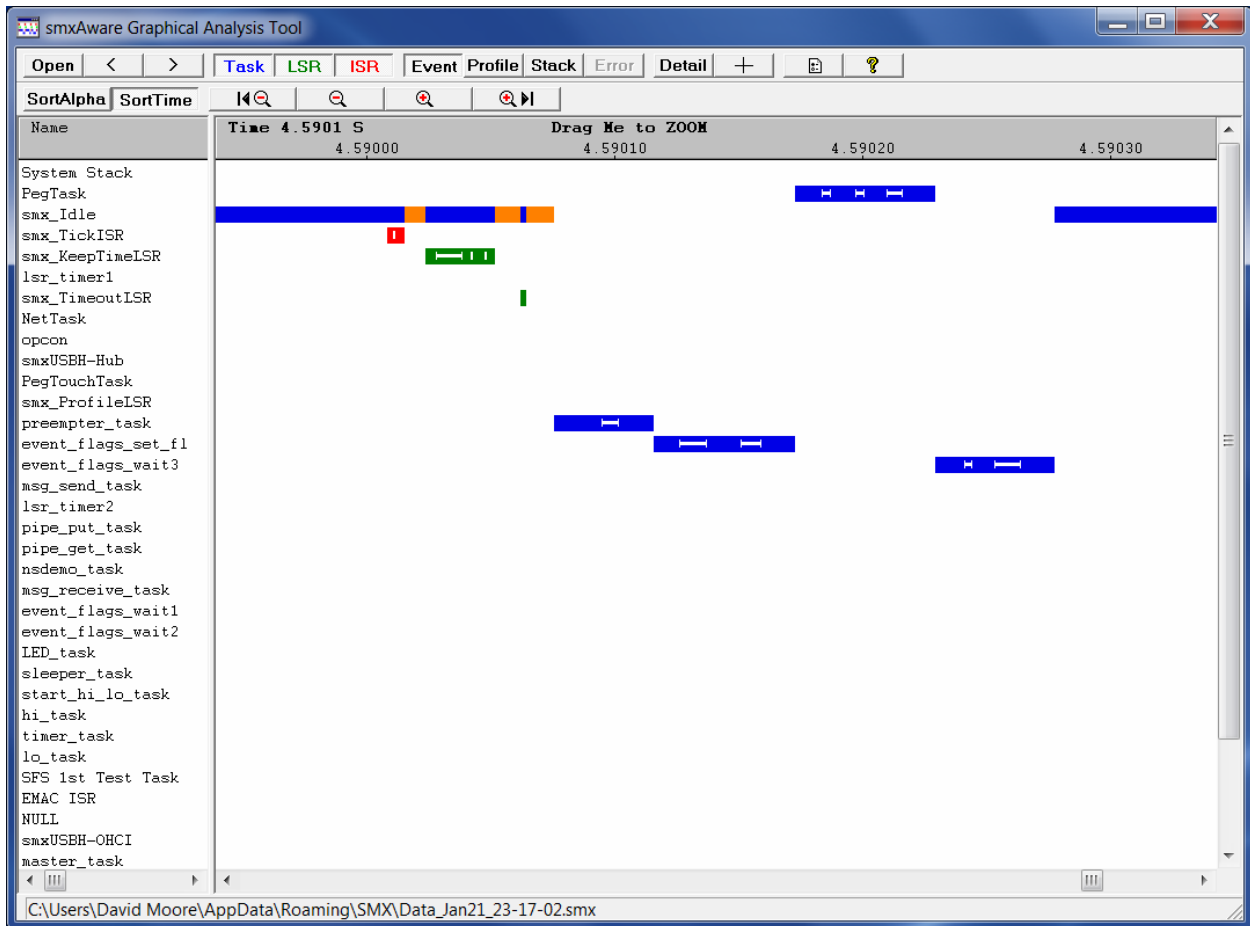 smxAware Graphical Analysis Tool
Open < > Task LSR ISR Event Profile Stack Error Detail + ?
SortAlpha SortTime
Name Time 4.5901 S Drag Me to ZOOM
4.59000 4.59010 4.59020 4.59030
System Stack
PegTask
smx_Idle
smx_TickISR
smx_KeepTimeLSR
lsr_timer1
smx_TimeoutLSR
NetTask
opcon
smxUSBH-Hub
PegTouchTask
smx_ProfileLSR
preempter_task
event_flags_set_fl
event_flags_wait3
msg_send_task
lsr_timer2
pipe_put_task
pipe_get_task
nsdemo_task
msg_receive_task
event_flags_wait1
event_flags_wait2
LED_task
sleeper_task
start_hi_lo_task
hi_task
timer_task
lo_task
SFS 1st Test Task
EMAC ISR
NULL
smxUSBH-OHCI
master_task
C:\Users\David Moore\AppData\Roaming\SMX\Data_Jan21_23-17-02.smx